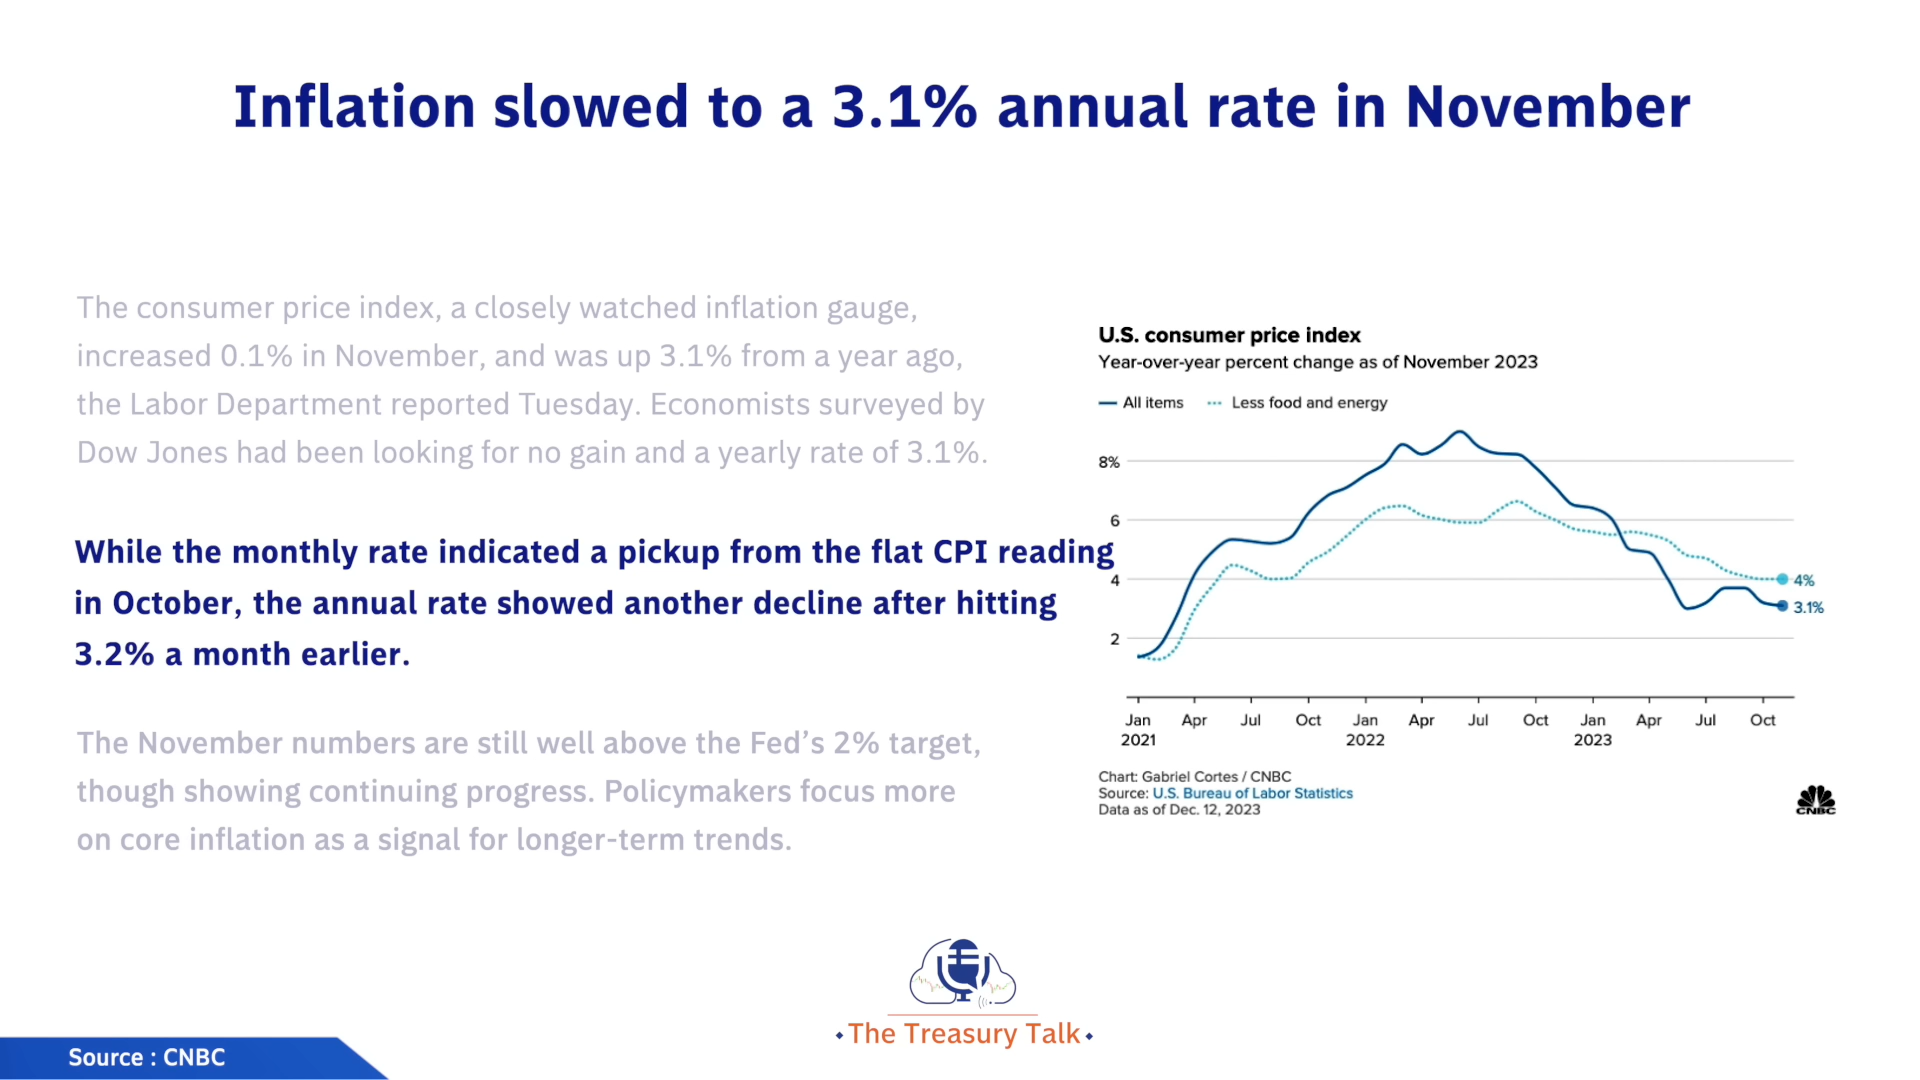 Inflation slowed to a 3.1% annual rate in November
The consumer price index, a closely watched inflation gauge,
increased 0.1% in November, and was up 3.1% from a year ago,
the Labor Department reported Tuesday. Economists surveyed by
Dow Jones had been looking for no gain and a yearly rate of 3.1%.
While the monthly rate indicated a pickup from the flat CPI reading
in October, the annual rate showed another decline after hitting
3.2% a month earlier.
The November numbers are still well above the Fed’s 2% target,
though showing continuing progress. Policymakers focus more
on core inflation as a signal for longer-term trends.
U.S. consumer price index
Year-over-year percent change as of November 2023
All items Less food and energy
8%
6
4
2
4%
3.1%
Jan Apr Jul Oct Jan Apr Jul Oct Jan Apr Jul Oct
2021 2022 2023
Chart: Gabriel Cortes / CNBC
Source: U.S. Bureau of Labor Statistics
Data as of Dec. 12, 2023
CNBC
The Treasury Talk
Source : CNBC